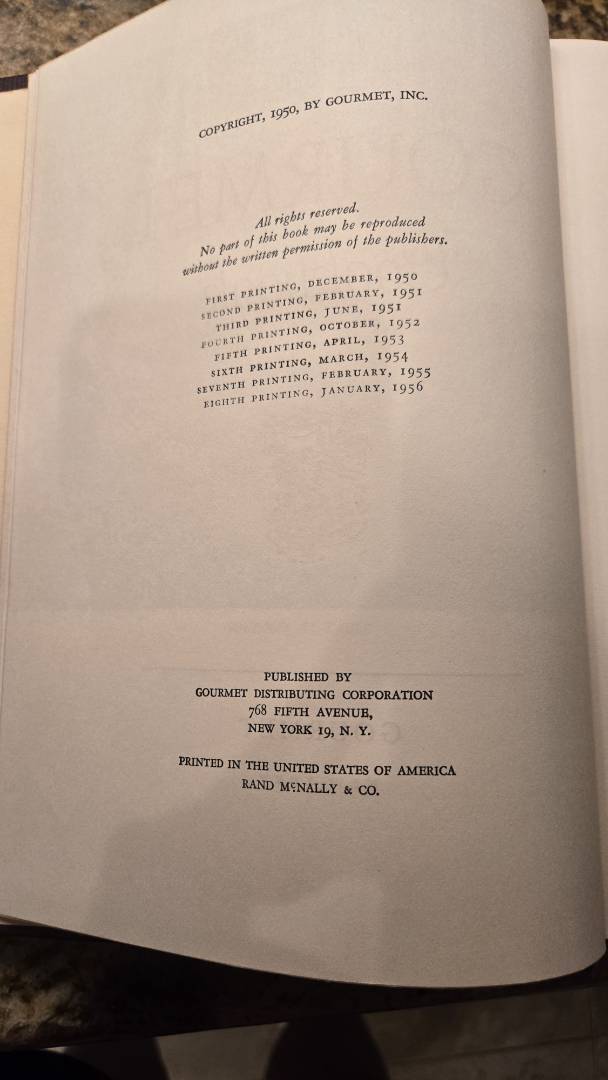 COPYRIGHT, 1950, BY GOURMET, INC.
All rights reserved.
No part of this book may be reproduced
without the written permission of the publishers.
FIRST PRINTING, DECEMBER, 1950
SECOND PRINTING, FEBRUARY, 1951
THIRD PRINTING, JUNE, 1951
FOURTH PRINTING, OCTOBER, 1952
FIFTH PRINTING, APRIL, 1953
SIXTH PRINTING, MARCH, 1954
SEVENTH PRINTING, FEBRUARY, 1955
EIGHTH PRINTING, JANUARY, 1956
PUBLISHED BY
GOURMET DISTRIBUTING CORPORATION
768 FIFTH AVENUE,
NEW YORK 19, N. Y.
PRINTED IN THE UNITED STATES OF AMERICA
RAND McNALLY & CO.